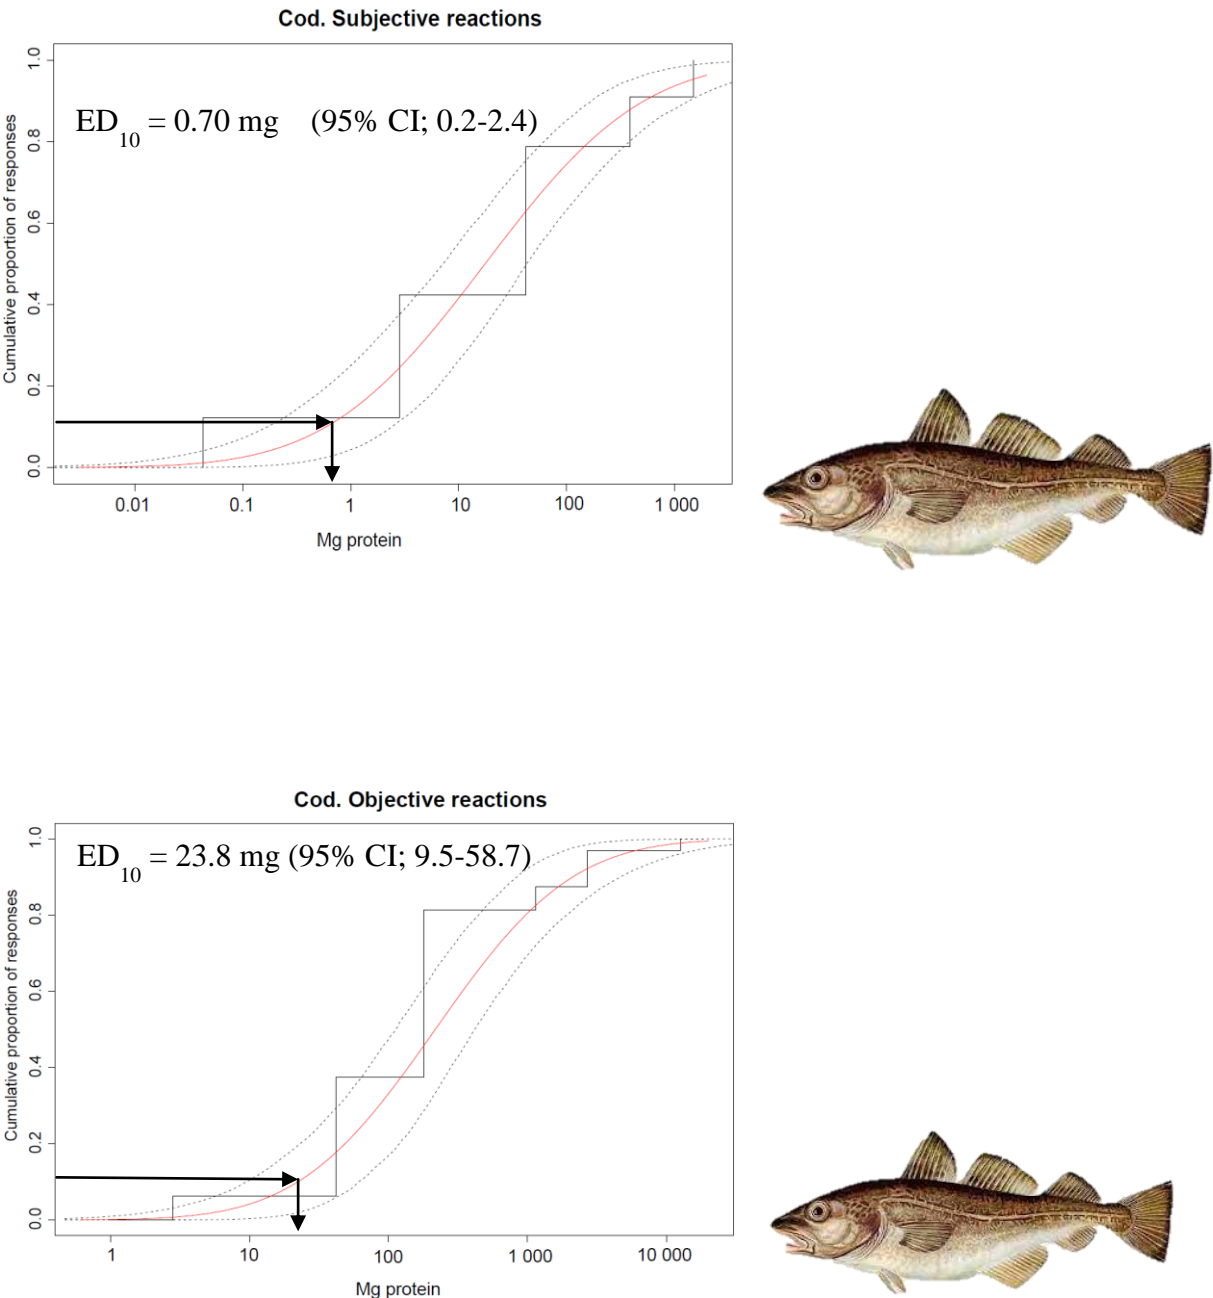 Cod. Subjective reactions
ED10 = 0.70 mg (95% CI; 0.2-2.4)
Cumulative proportion of responses
1.0
0.8
0.6
0.4
0.2
0.0
0.01 0.1 1 10 100 1 000
Mg protein
Cod. Objective reactions
ED10 = 23.8 mg (95% CI; 9.5-58.7)
Cumulative proportion of responses
1.0
0.8
0.6
0.4
0.2
0.0
1 10 100 1 000 10 000
Mg protein